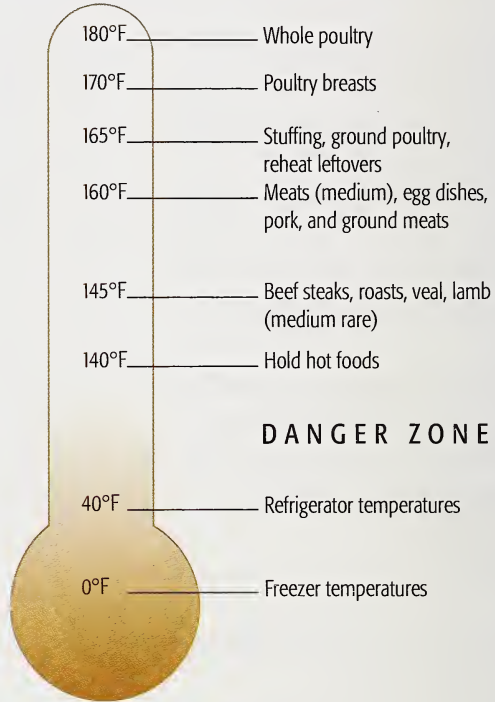 180°F Whole poultry
170°F Poultry breasts
165°F Stuffing, ground poultry,
reheat leftovers
160°F Meats (medium), egg dishes,
pork, and ground meats
145°F Beef steaks, roasts, veal, lamb
(medium rare)
140°F Hold hot foods
DANGER ZONE
40°F Refrigerator temperatures
0°F Freezer temperatures